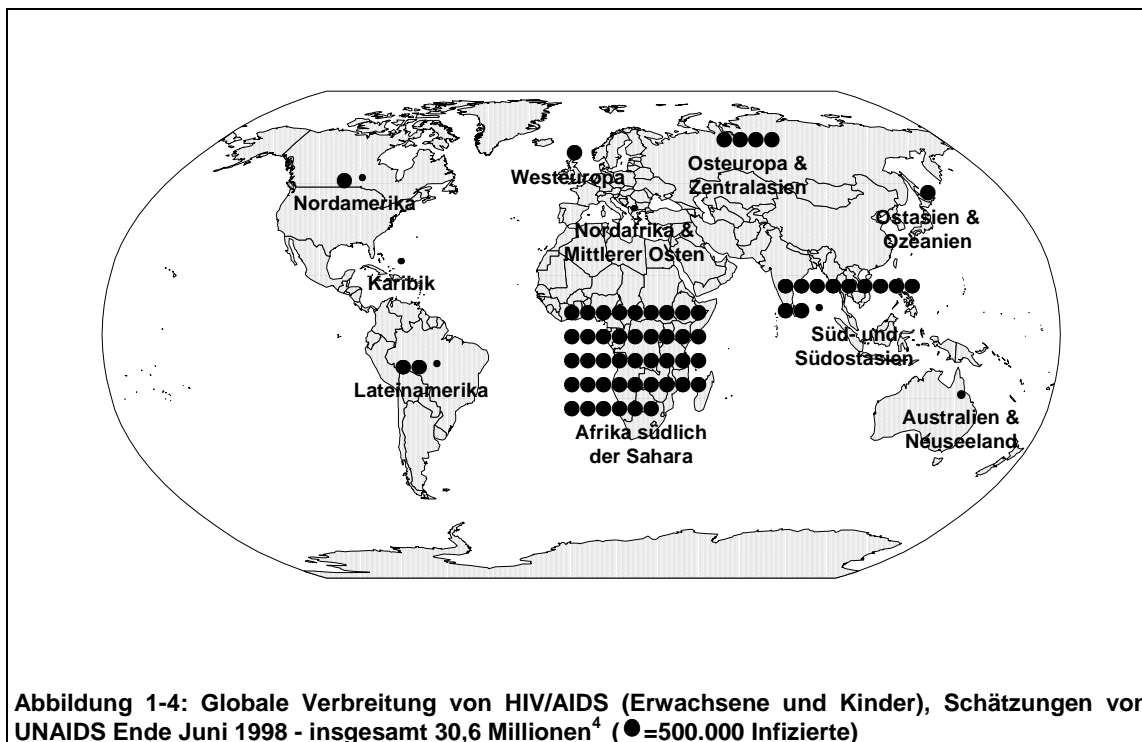 Osteuropa &
Zentralasien
Westeuropa
Nordamerika
Ostasien &
Ozeanien
Nordafrika &
Mittlerer Osten
Karibik
Süd- und
Südostasien
Lateinamerika
Australien &
Neuseeland
Afrika südlich
der Sahara
Abbildung 1-4: Globale Verbreitung von HIV/AIDS (Erwachsene und Kinder), Schätzungen von
UNAIDS Ende Juni 1998 - insgesamt 30,6 Millionen⁴ (●=500.000 Infizierte)